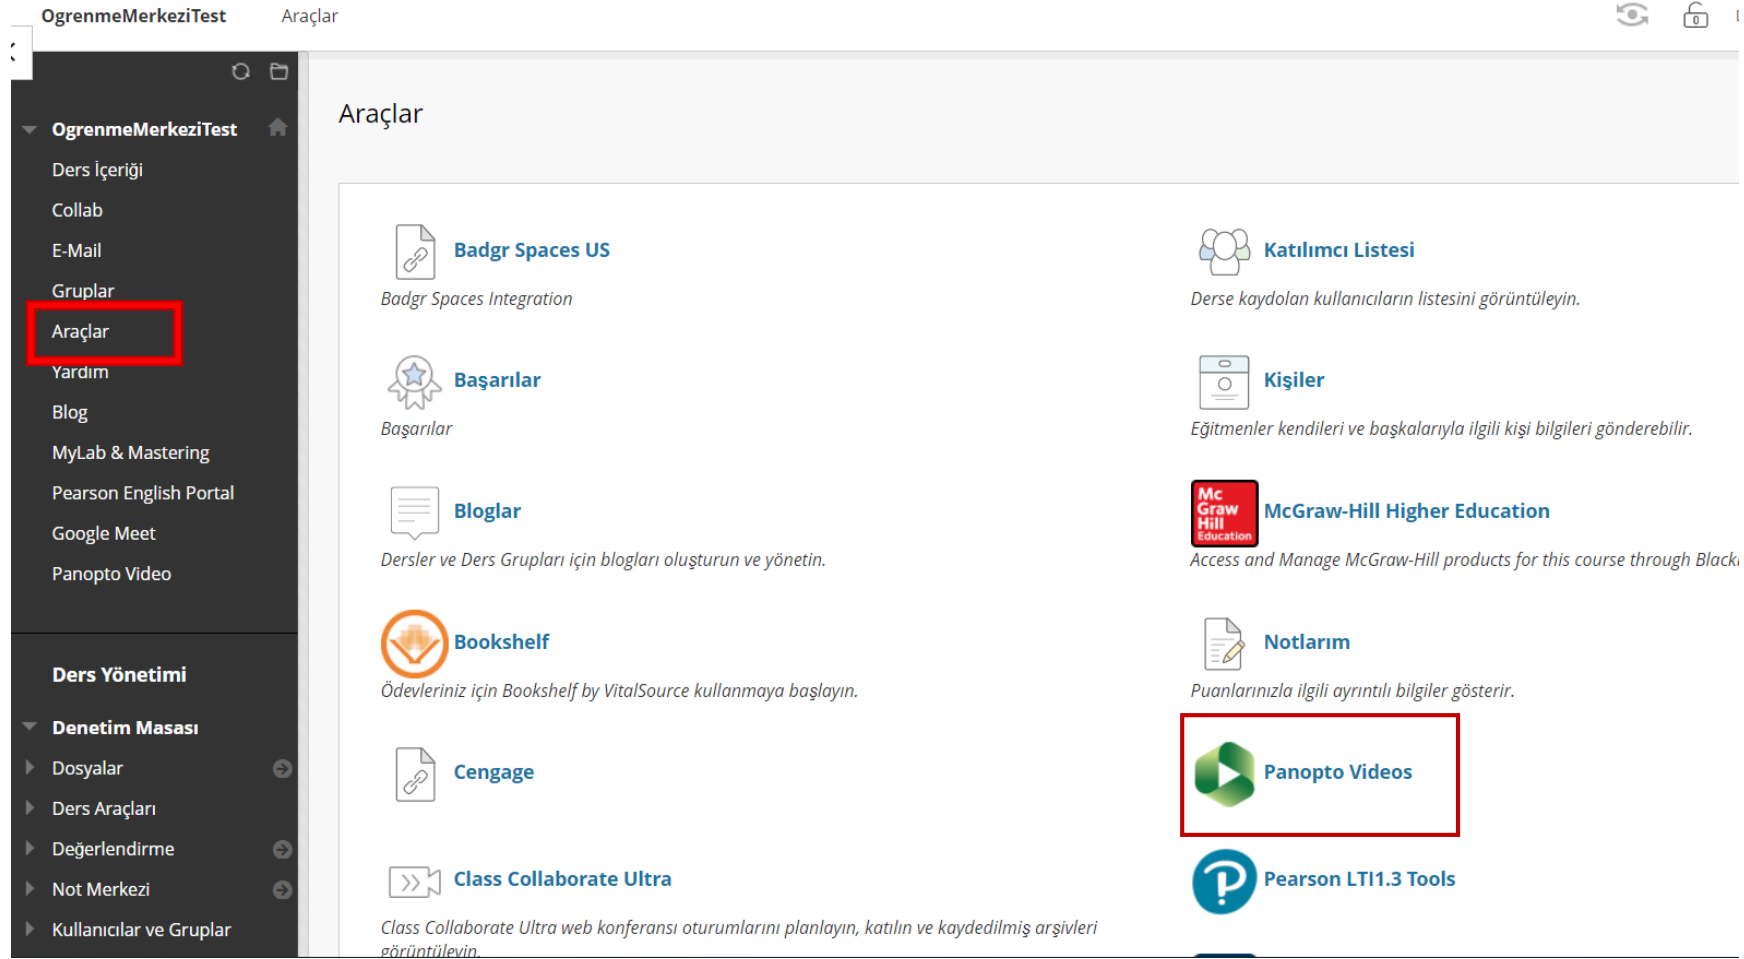 OgrenmeMerkeziTest Araçlar
OgrenmeMerkeziTest
Ders İçeriği
Collab
E-Mail
Gruplar
Araçlar
Yardım
Blog
MyLab & Mastering
Pearson English Portal
Google Meet
Panopto Video
Ders Yönetimi
Denetim Masası
Dosyalar
Ders Araçları
Değerlendirme
Not Merkezi
Kullanıcılar ve Gruplar
Araçlar
Badgr Spaces US
Badgr Spaces Integration
Başarılar
Başarılar
Bloglar
Dersler ve Ders Grupları için blogları oluşturun ve yönetin.
Bookshelf
Ödevleriniz için Bookshelf by VitalSource kullanmaya başlayın.
Cengage
Class Collaborate Ultra
Class Collaborate Ultra web konferansı oturumlarını planlayın, katılın ve kaydedilmiş arşivleri
görüntüleyin.
Katılımcı Listesi
Derse kaydolan kullanıcıların listesini görüntüleyin.
Kişiler
Eğitmenler kendileri ve başkalarıyla ilgili kişi bilgileri gönderebilir.
Mc
Graw
Hill
Education
McGraw-Hill Higher Education
Access and Manage McGraw-Hill products for this course through
Notlarım
Puanlarınızla ilgili ayrıntılı bilgiler gösterir.
Panopto Videos
Pearson LTI1.3 Tools